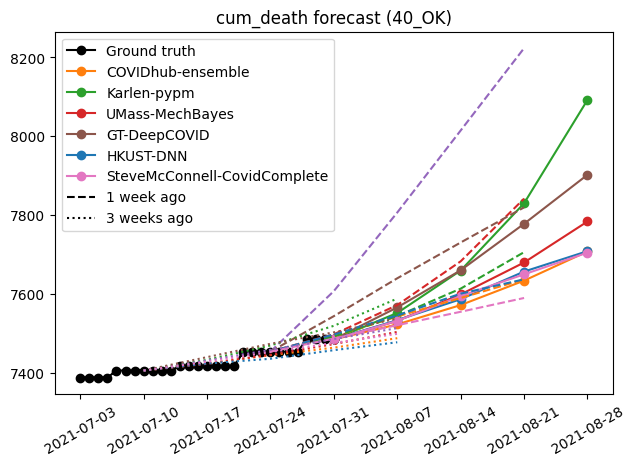 cum_death forecast (40_OK)
8200
8000
7800
7600
7400
Ground truth
COVIDhub-ensemble
Karlen-pypm
UMass-MechBayes
GT-DeepCOVID
HKUST-DNN
SteveMcConnell-CovidComplete
1 week ago
3 weeks ago
2021-07-03
2021-07-10
2021-07-17
2021-07-24
2021-07-31
2021-08-07
2021-08-14
2021-08-21
2021-08-28